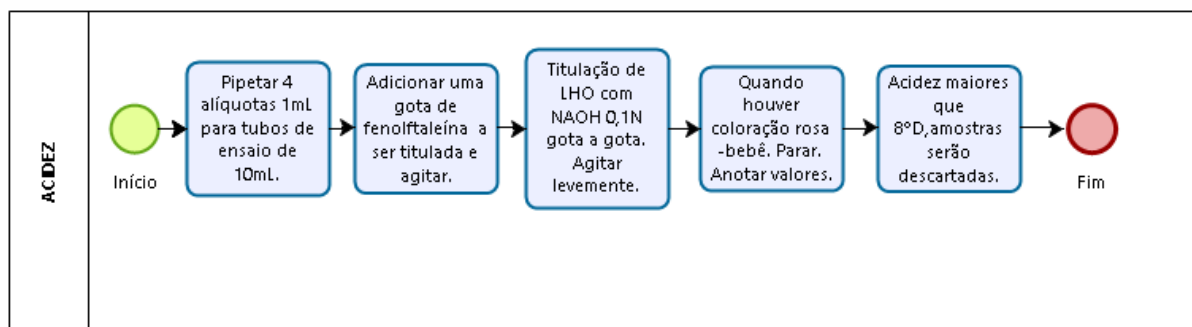 ACIDEZ
Início
Pipetar 4
alíquotas 1mL
para tubos de
ensaio de
10mL.
Adicionar uma
gota de
fenolftaleína a
ser titulada e
agitar.
Titulação de
LHO com
NAOH 0,1N
gota a gota.
Agitar
levemente.
Quando
houver
coloração rosa
-bebê. Parar.
Anotar valores.
Acidez maiores
que
8°D,amostras
serão
descartadas.
Fim